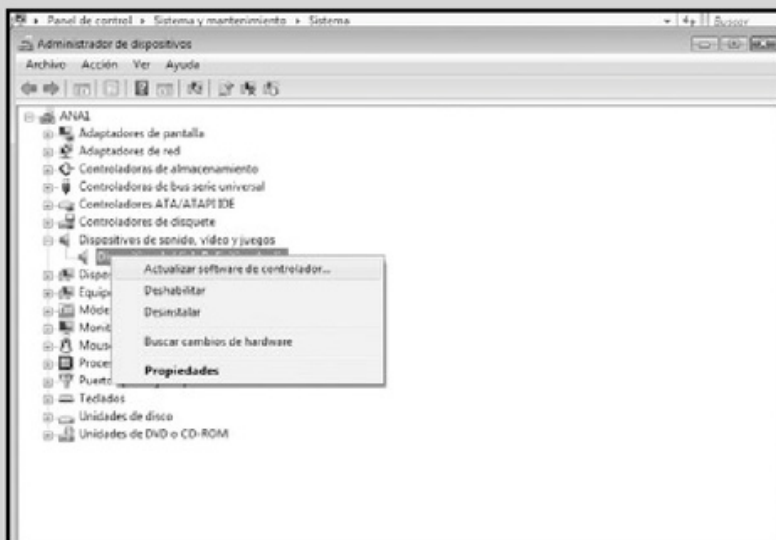 Panel de control ▸ Sistema y mantenimiento ▸ Sistema
Buscar
Administrador de dispositivos
Archivo Acción Ver Ayuda
ANA1
Adaptadores de pantalla
Adaptadores de red
Controladoras de almacenamiento
Controladoras de bus serie universal
Controladores ATA/ATAPI IDE
Controladores de disquete
Dispositivos de sonido, vídeo y juegos
Actualizar software de controlador...
Deshabilitar
Desinstalar
Buscar cambios de hardware
Propiedades
Teclados
Unidades de disco
Unidades de DVD o CD-ROM